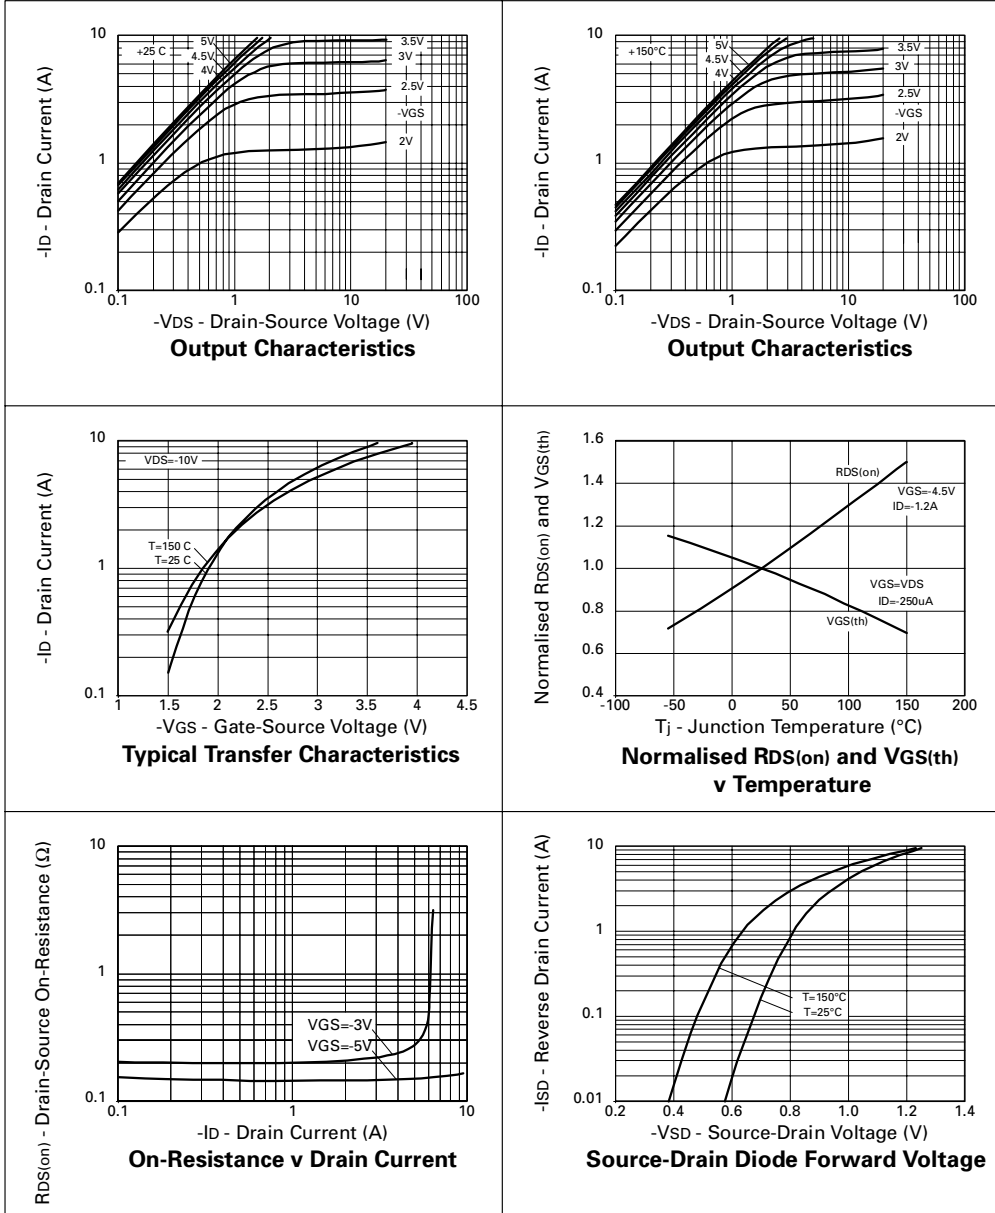 10
+25 C
5V
4.5V
4V
3.5V
3V
2.5V
-VGS
2V
1
0.1
0.1 1 10 100
-ID - Drain Current (A)
-VDS - Drain-Source Voltage (V)
Output Characteristics
10
+150°C
5V
4.5V
4V
3.5V
3V
2.5V
-VGS
2V
1
0.1
0.1 1 10 100
-ID - Drain Current (A)
-VDS - Drain-Source Voltage (V)
Output Characteristics
10
VDS=-10V
T=150 C
T=25 C
1
0.1
1 1.5 2 2.5 3 3.5 4 4.5
-ID - Drain Current (A)
-VGS - Gate-Source Voltage (V)
Typical Transfer Characteristics
1.6
1.4
1.2
1.0
0.8
0.6
0.4
RDS(on)
VGS=-4.5V
ID=-1.2A
VGS=VDS
ID=-250uA
VGS(th)
-100 -50 0 50 100 150 200
Normalised RDS(on) and VGS(th)
Tj - Junction Temperature (°C)
Normalised RDS(on) and VGS(th)
v Temperature
10
1
0.1
VGS=-3V
VGS=-5V
0.1 1 10
RDS(on) - Drain-Source On-Resistance (Ω)
-ID - Drain Current (A)
On-Resistance v Drain Current
10
1
0.1
0.01
T=150°C
T=25°C
0.2 0.4 0.6 0.8 1.0 1.2 1.4
-ISD - Reverse Drain Current (A)
-VSD - Source-Drain Voltage (V)
Source-Drain Diode Forward Voltage